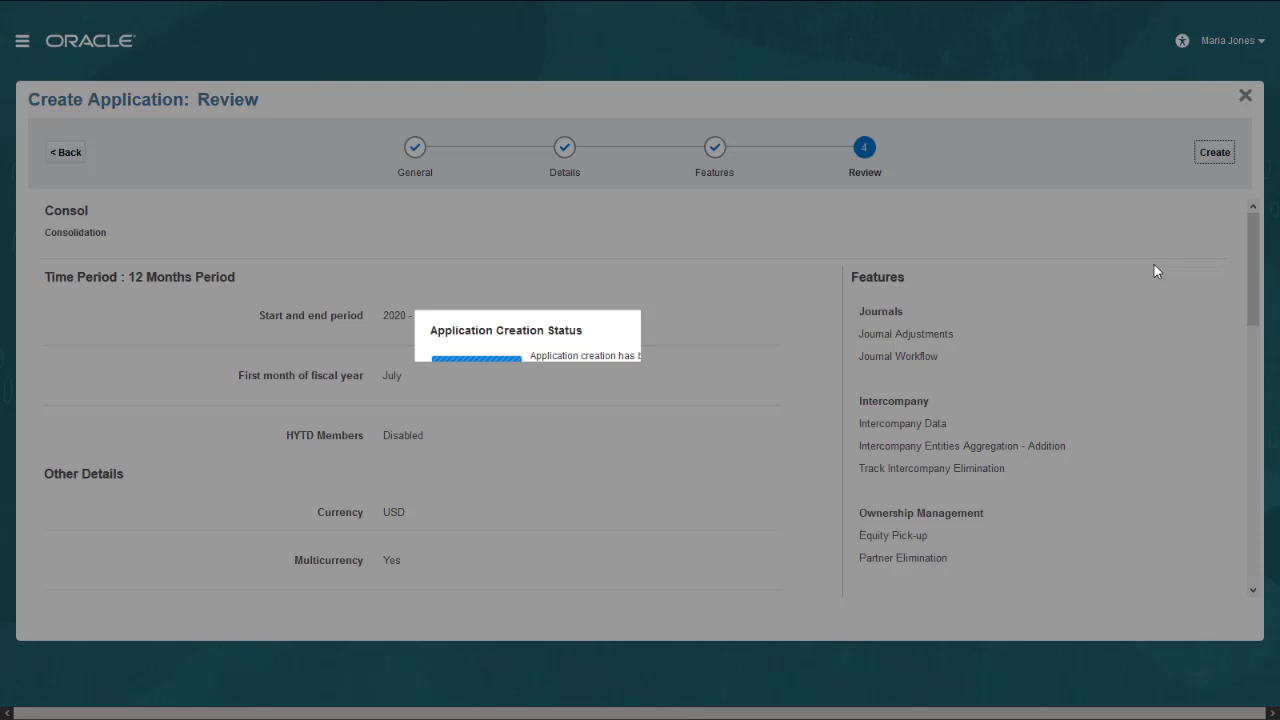 ORACLE
Maria Jones
Create Application: Review
< Back
General
Details
Features
4
Review
Create
Consol
Consolidation
Time Period : 12 Months Period
Start and end period 2020 -
First month of fiscal year July
HYTD Members Disabled
Other Details
Currency USD
Multicurrency Yes
Application Creation Status
Application creation has
Features
Journals
Journal Adjustments
Journal Workflow
Intercompany
Intercompany Data
Intercompany Entities Aggregation - Addition
Track Intercompany Elimination
Ownership Management
Equity Pick-up
Partner Elimination